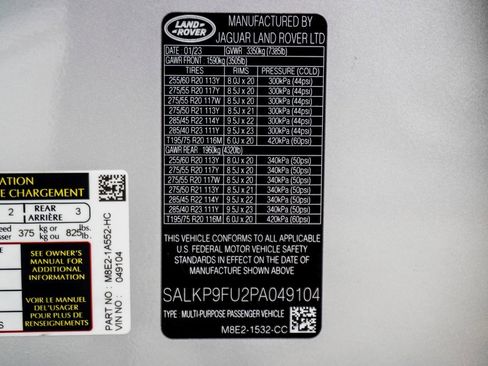 LAND-
ROVER
MANUFACTURED BY
JAGUAR LAND ROVER LTD
DATE 01/23 GVWR 3350kg (7385lb)
GAWR FRONT 1590kg (3505lb)
TIRES RIMS PRESSURE (COLD)
255/60 R20 113Y 8.0J x 20 300kPa (44psi)
275/55 R20 117Y 8.5J x 20 300kPa (44psi)
275/55 R20 117W 8.5J x 20 300kPa (44psi)
275/50 R21 113Y 8.5J x 21 300kPa (44psi)
285/45 R22 114Y 9.5J x 22 300kPa (44psi)
285/40 R23 111Y 9.5J x 23 300kPa (44psi)
T195/75 R20 116M 6.0J x 20 420kPa (60psi)
GAWR REAR 1960kg (4320lb)
255/60 R20 113Y 8.0J x 20 340kPa (50psi)
275/55 R20 117Y 8.5J x 20 340kPa (50psi)
275/55 R20 117W 8.5J x 20 340kPa (50psi)
275/50 R21 113Y 8.5J x 21 340kPa (50psi)
285/45 R22 114Y 9.5J x 22 340kPa (50psi)
285/40 R23 111Y 9.5J x 23 340kPa (50psi)
T195/75 R20 116M 6.0J x 20 420kPa (60psi)
THIS VEHICLE CONFORMS TO ALL APPLICABLE
U.S. FEDERAL MOTOR VEHICLE SAFETY
STANDARDS IN EFFECT ON THE DATE OF
MANUFACTURE SHOWN ABOVE.
SALKP9FU2PA049104
TYPE: MULTI-PURPOSE PASSENGER VEHICLE
M8E2-1532-CC
ATION
E CHARGEMENT
2 REAR ARRIÈRE 3
eed
sser 375 kg or kg ou 825 lbs. lb.
SEE OWNER'S
MANUAL FOR
ADDITIONAL
INFORMATION
VOIR LE MANUEL
DE L'USAGER
POUR PLUS DE
RENSEIGNEMENTS
PART NO : M8E2-1A552-HC
VIN NO : 049104